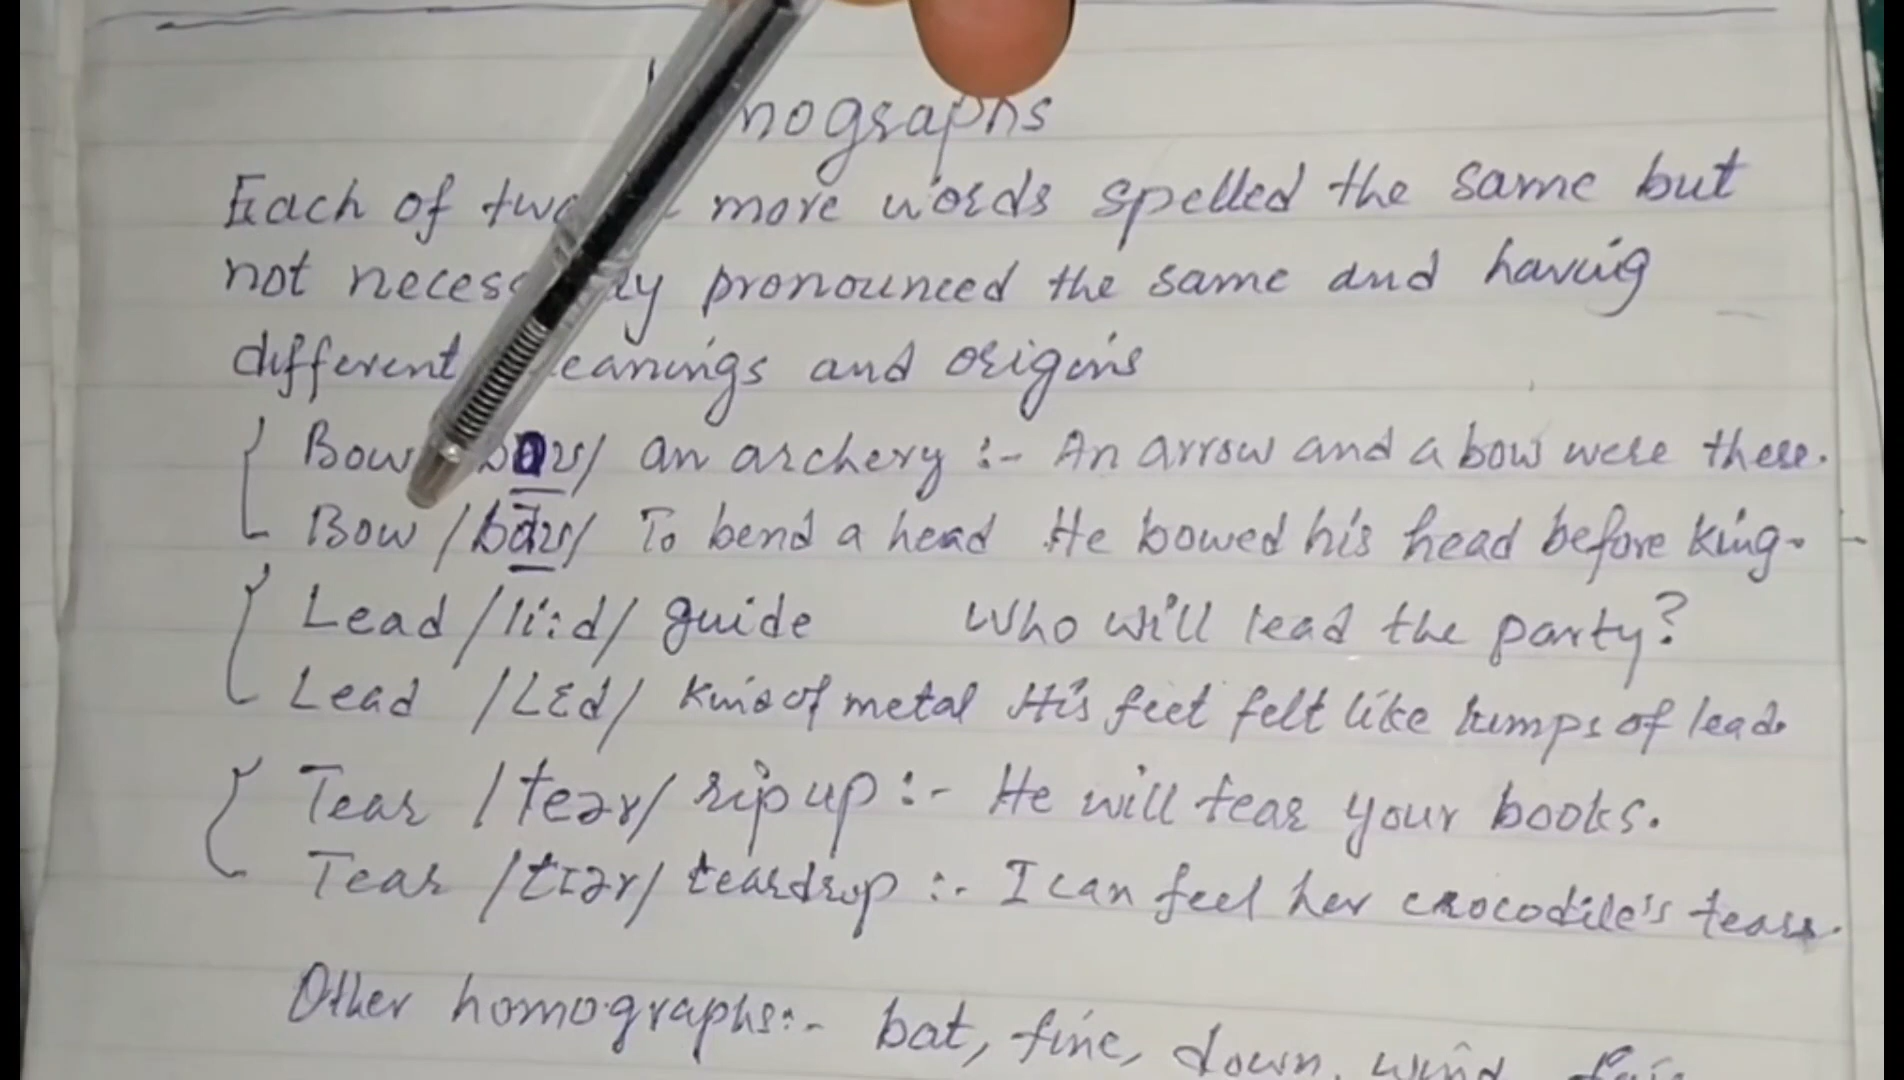 Each of more words spelled the same but
not pronounced the same and having
different and origins
Bow an archery :- An arrow and a bow were there.
Bow /baʊ/ To bend a head He bowed his head before king.
Lead /li:d/ guide Who will lead the party?
Lead /Lɛd/ Kind of metal His feet felt like lumps of lead.
Tear /teər/ rip up :- He will tear your books.
Tear /tɪər/ teardrop :- I can feel her crocodile's tears.
Other homographs:- bat, fine, down, wind